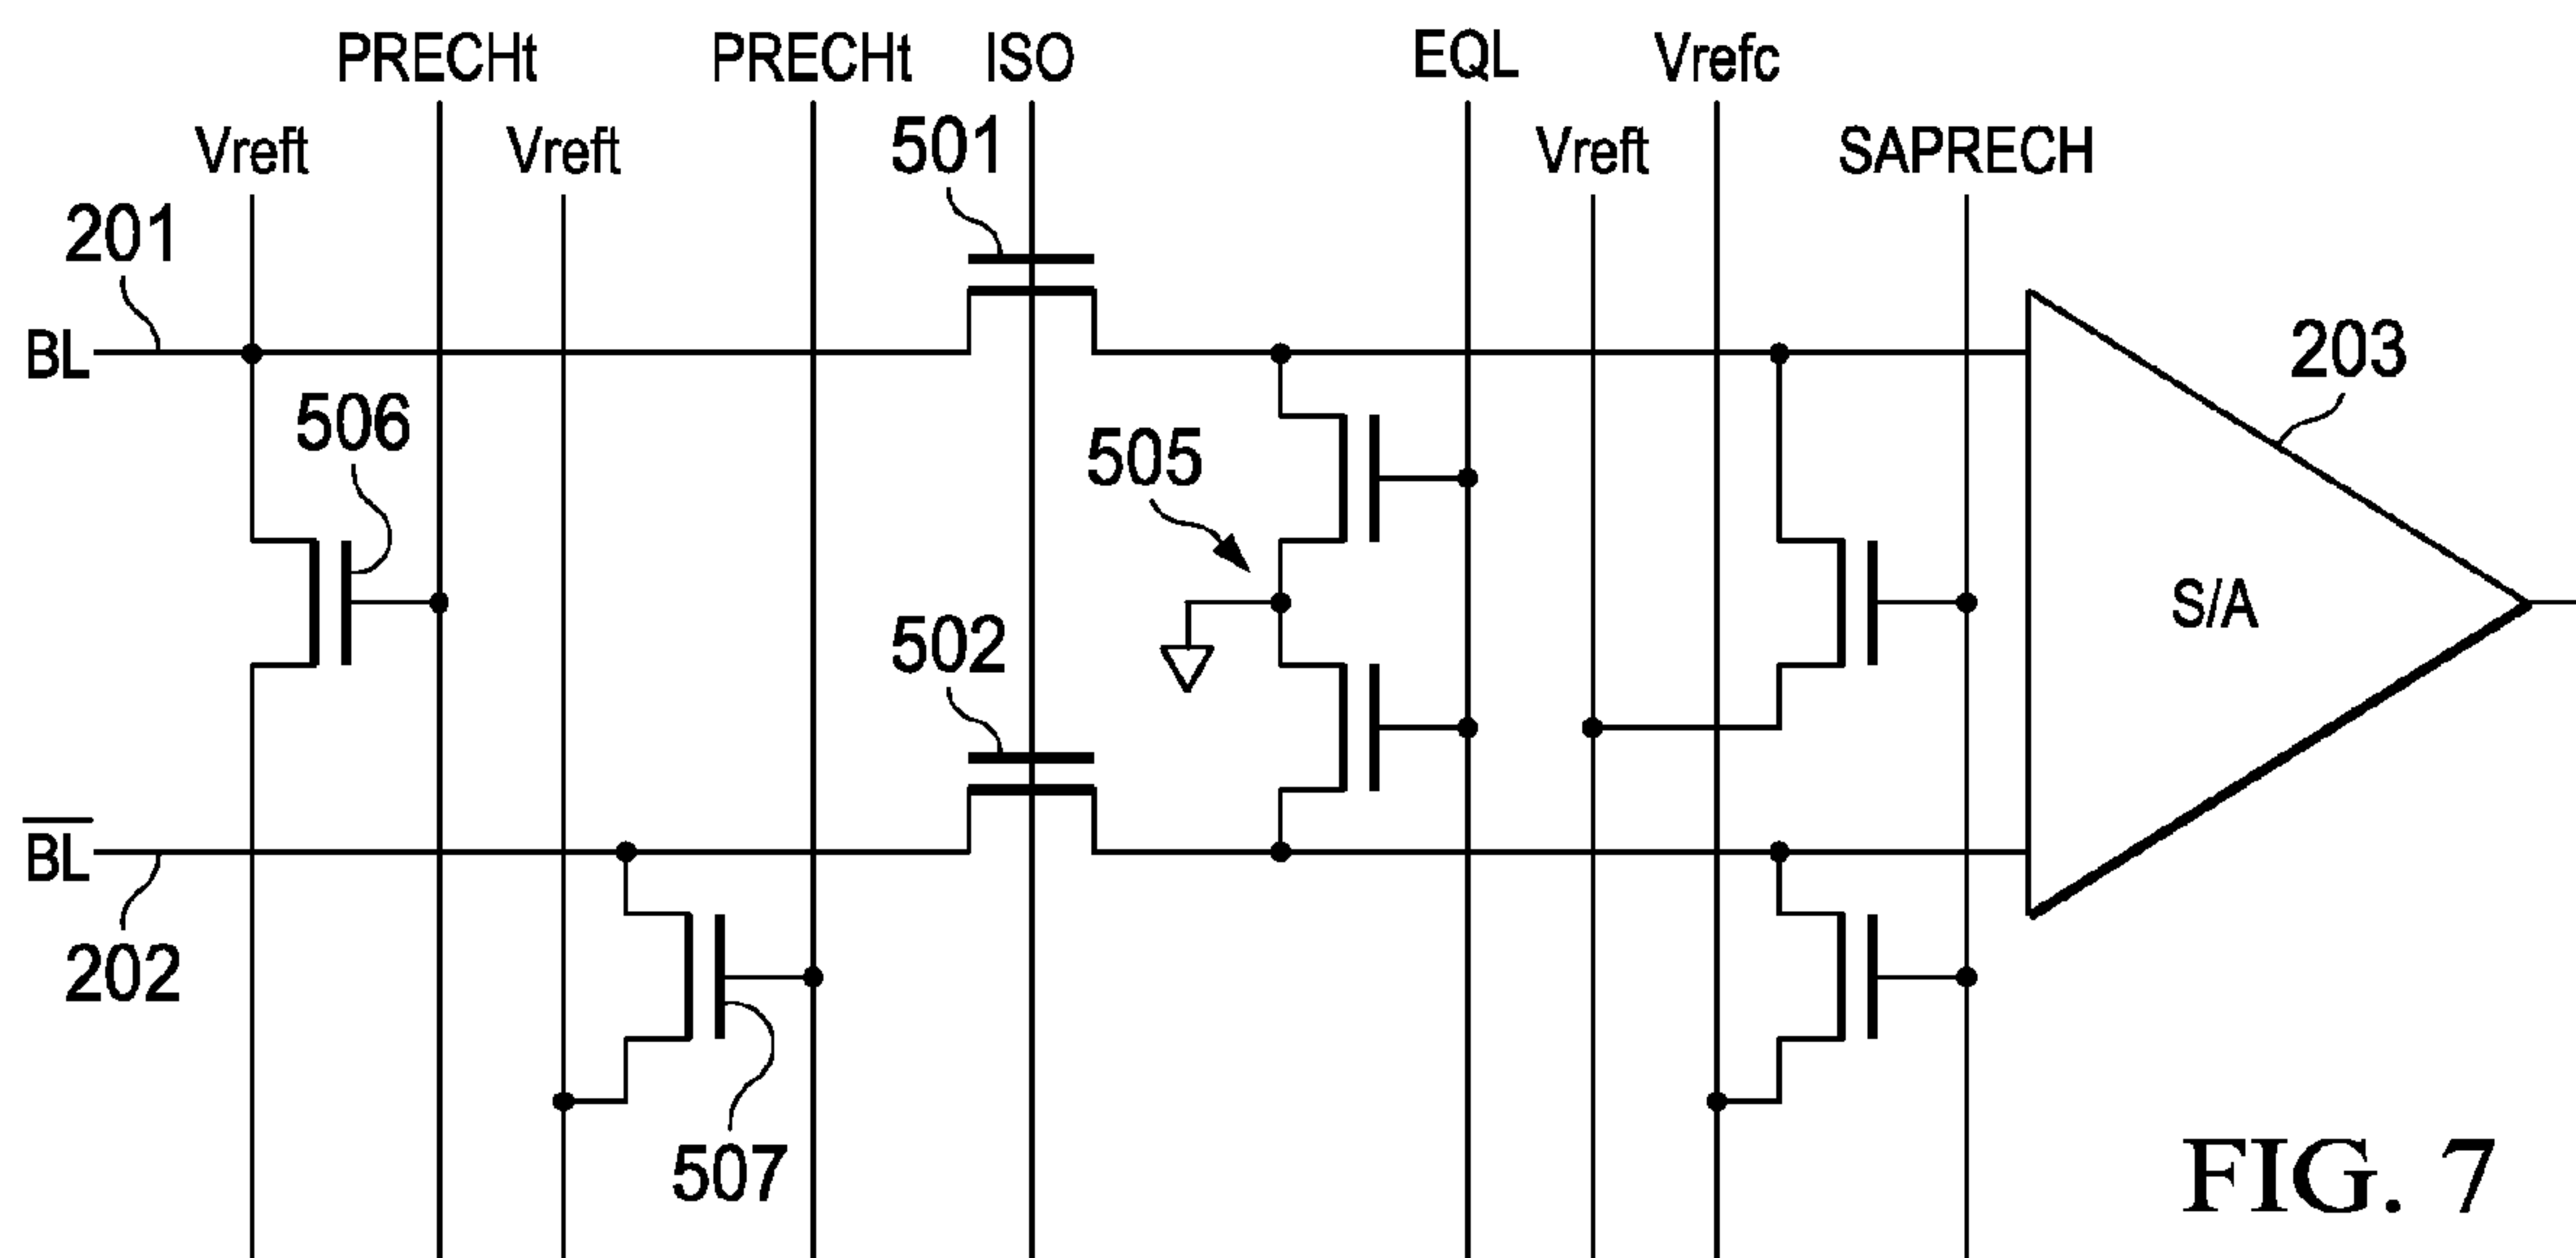 PRECHt PRECHt ISO EQL Vrefc
Vreft Vreft 501 Vreft SAPRECH
201
203
BL
506
505
S/A
502
B̅L̅
202
507
FIG. 7